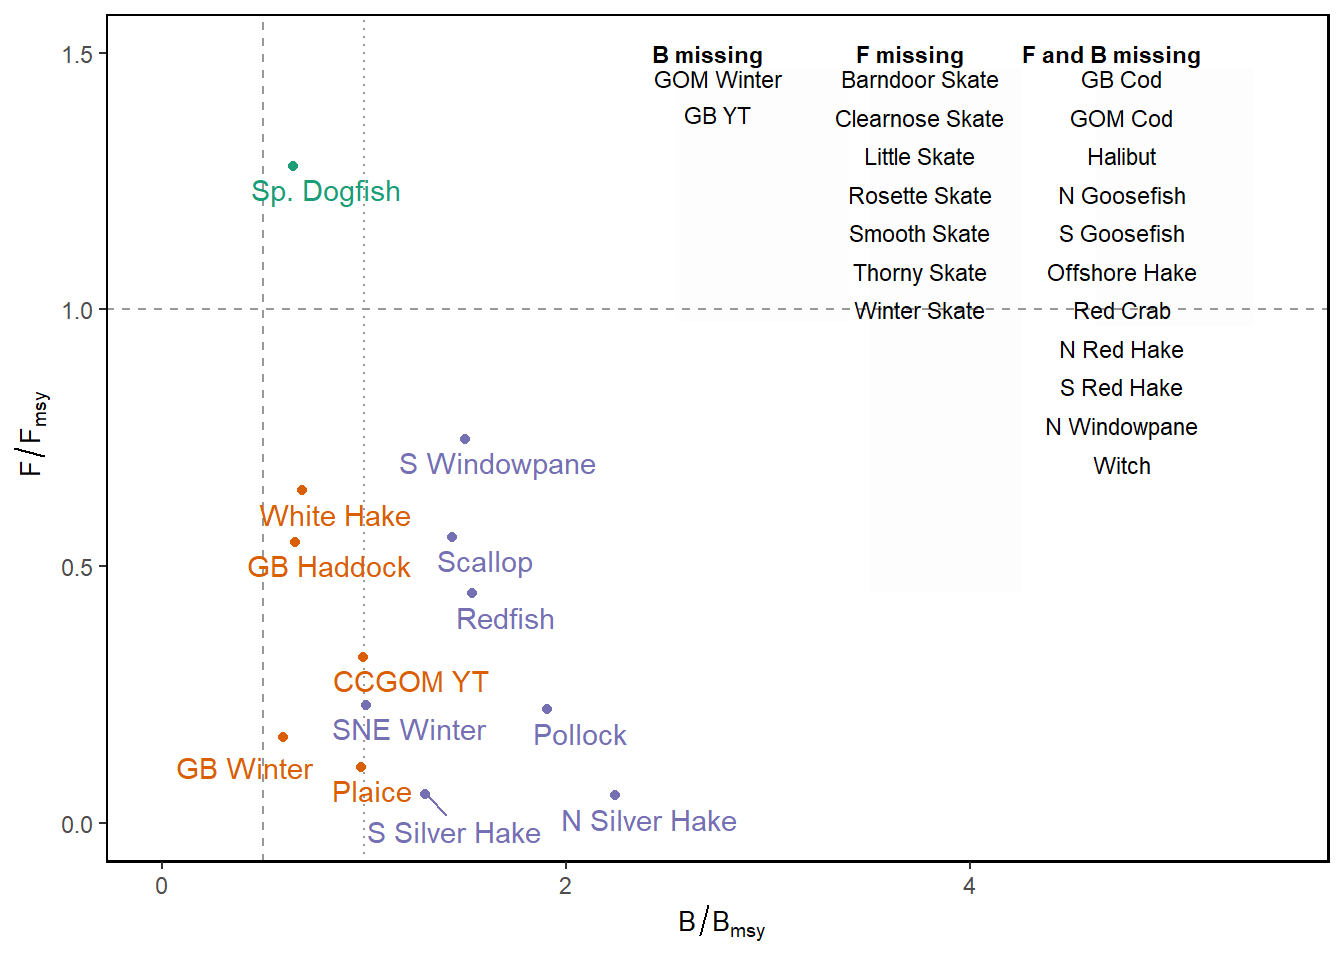 1.5
B missing
F missing
F and B missing
GOM Winter
Barndoor Skate
GB Cod
GB YT
Clearnose Skate
GOM Cod
Little Skate
Halibut
Sp. Dogfish
Rosette Skate
N Goosefish
Smooth Skate
S Goosefish
Thorny Skate
Offshore Hake
1.0
Winter Skate
Red Crab
N Red Hake
S Red Hake
N Windowpane
F/Fmsy
S Windowpane
Witch
White Hake
0.5
GB Haddock
Scallop
Redfish
CCGOM YT
SNE Winter
Pollock
GB Winter
Plaice
0.0
S Silver Hake
N Silver Hake
0
2
4
B/Bmsy